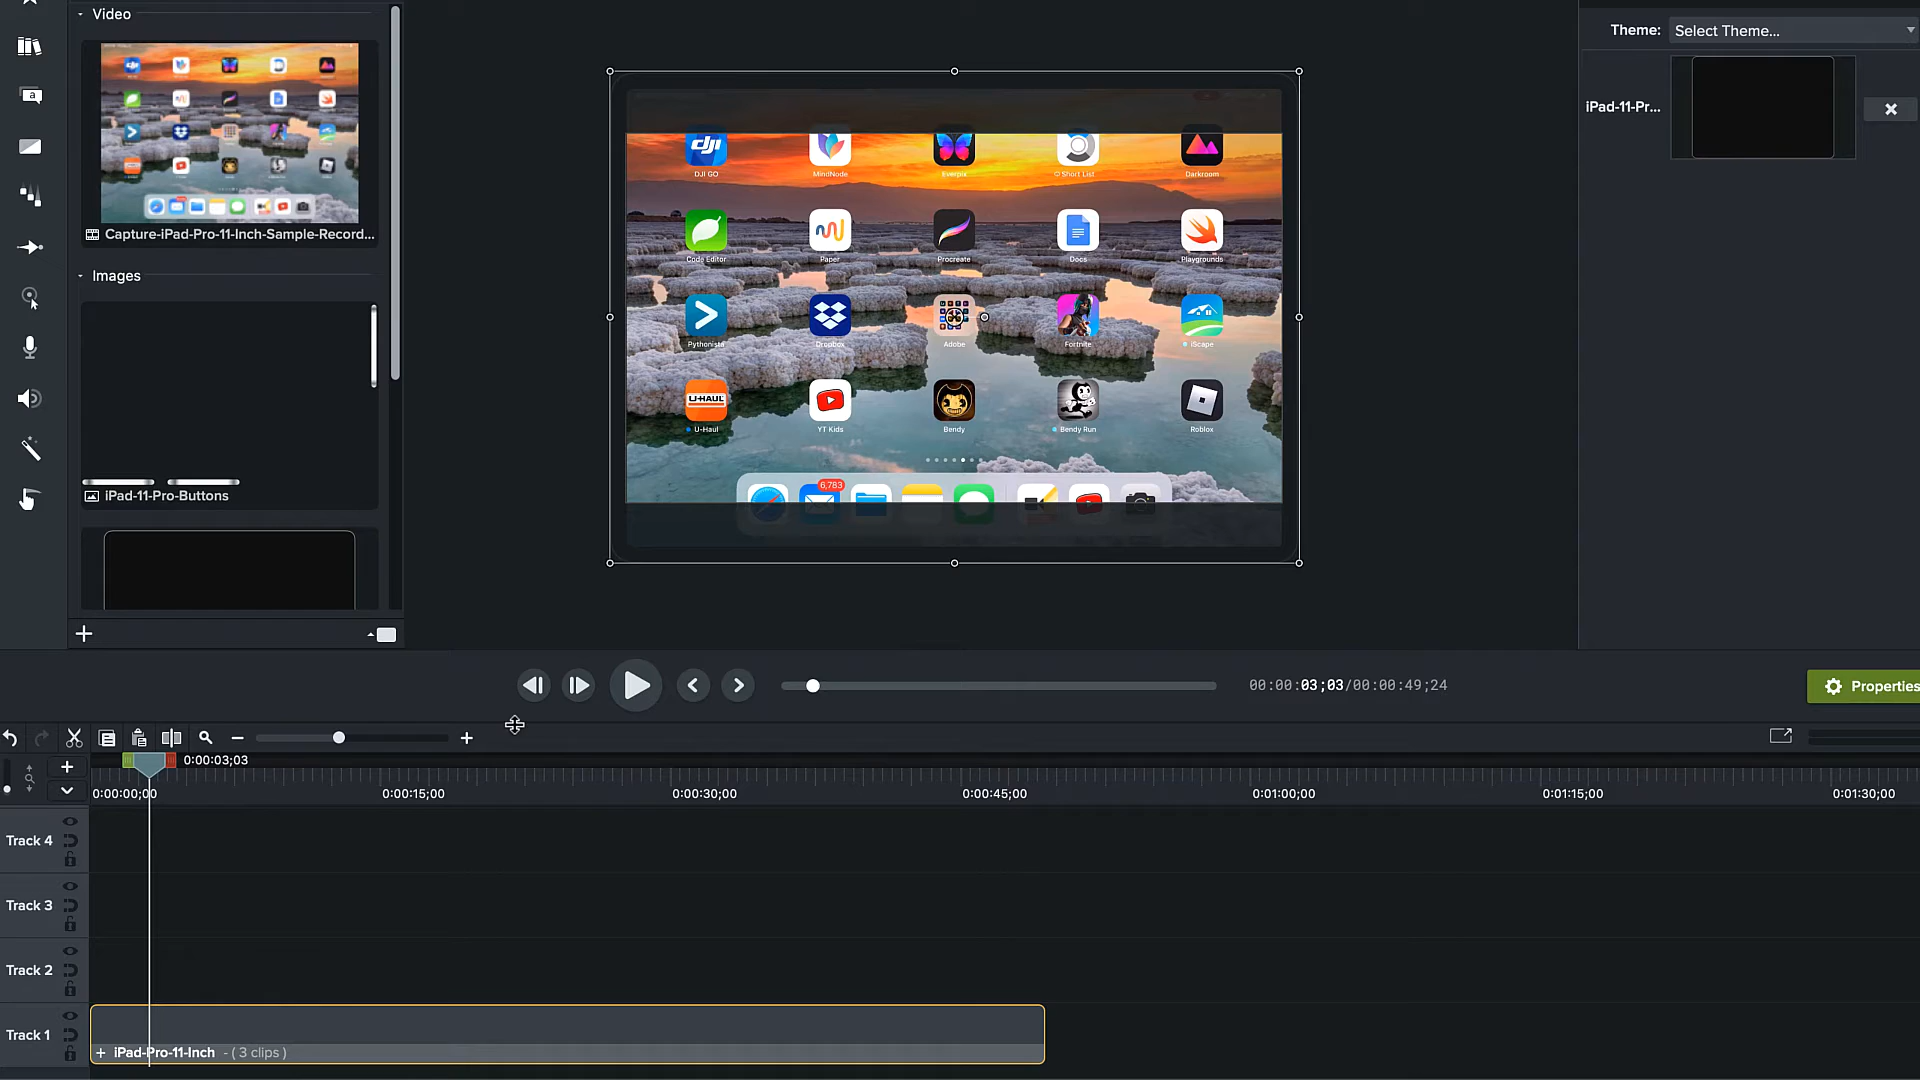 Video
Capture-iPad-Pro-11-Inch-Sample-Record...
Images
iPad-11-Pro-Buttons
DJI GO
MindNode
Everpix
Short List
Darkroom
Code Editor
Paper
Procreate
Docs
Playgrounds
Pythonista
Dropbox
Adobe
Fortnite
iScape
U-HAUL
U-Haul
YT Kids
Bendy
Bendy Run
Roblox
6,783
Theme:
Select Theme...
iPad-11-Pr...
00:00:03;03/00:00:49;24
Properties
0:00:03;03
0:00:00;00
0:00:15;00
0:00:30;00
0:00:45;00
0:01:00;00
0:01:15;00
0:01:30;00
Track 4
Track 3
Track 2
Track 1
+ iPad-Pro-11-Inch - ( 3 clips )